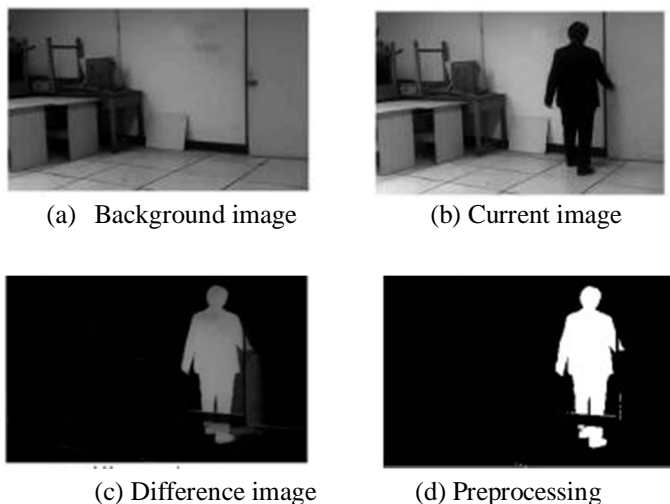 (a) Background image
(b) Current image
(c) Difference image
(d) Preprocessing